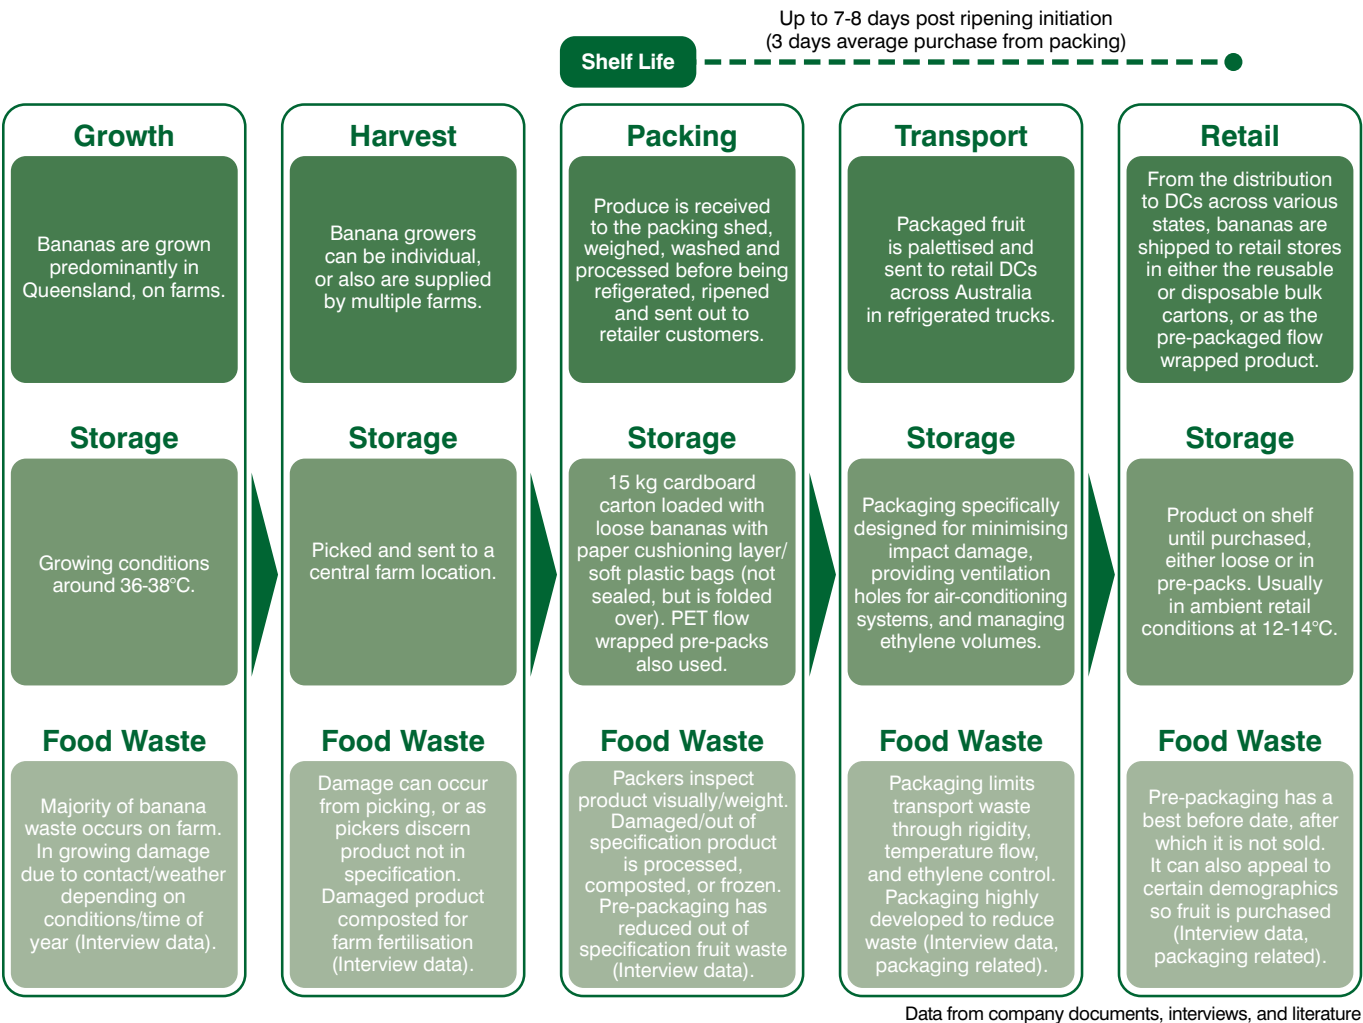 Up to 7-8 days post ripening initiation
(3 days average purchase from packing)
Shelf Life
Growth
Bananas are grown
predominantly in
Queensland, on farms.
Storage
Growing conditions
around 36-38°C.
Food Waste
Majority of banana
waste occurs on farm.
In growing damage
due to contact/weather
depending on
conditions/time of
year (Interview data).
Harvest
Banana growers
can be individual,
or also are supplied
by multiple farms.
Storage
Picked and sent to a
central farm location.
Food Waste
Damage can occur
from picking, or as
pickers discern
product not in
specification.
Damaged product
composted for
farm fertilisation
(Interview data).
Packing
Produce is received
to the packing shed,
weighed, washed and
processed before being
refigerated, ripened
and sent out to
retailer customers.
Storage
15 kg cardboard
carton loaded with
loose bananas with
paper cushioning layer/
soft plastic bags (not
sealed, but is folded
over). PET flow
wrapped pre-packs
also used.
Food Waste
Packers inspect
product visually/weight.
Damaged/out of
specification product
is processed,
composted, or frozen.
Pre-packaging has
reduced out of
specification fruit waste
(Interview data).
Transport
Packaged fruit
is palettised and
sent to retail DCs
across Australia
in refrigerated trucks.
Storage
Packaging specifically
designed for minimising
impact damage,
providing ventilation
holes for air-conditioning
systems, and managing
ethylene volumes.
Food Waste
Packaging limits
transport waste
through rigidity,
temperature flow,
and ethylene control.
Packaging highly
developed to reduce
waste (Interview data,
packaging related).
Retail
From the distribution
to DCs across various
states, bananas are
shipped to retail stores
in either the reusable
or disposable bulk
cartons, or as the
pre-packaged flow
wrapped product.
Storage
Product on shelf
until purchased,
either loose or in
pre-packs. Usually
in ambient retail
conditions at 12-14°C.
Food Waste
Pre-packaging has a
best before date, after
which it is not sold.
It can also appeal to
certain demographics
so fruit is purchased
(Interview data,
packaging related).
Data from company documents, interviews, and literature